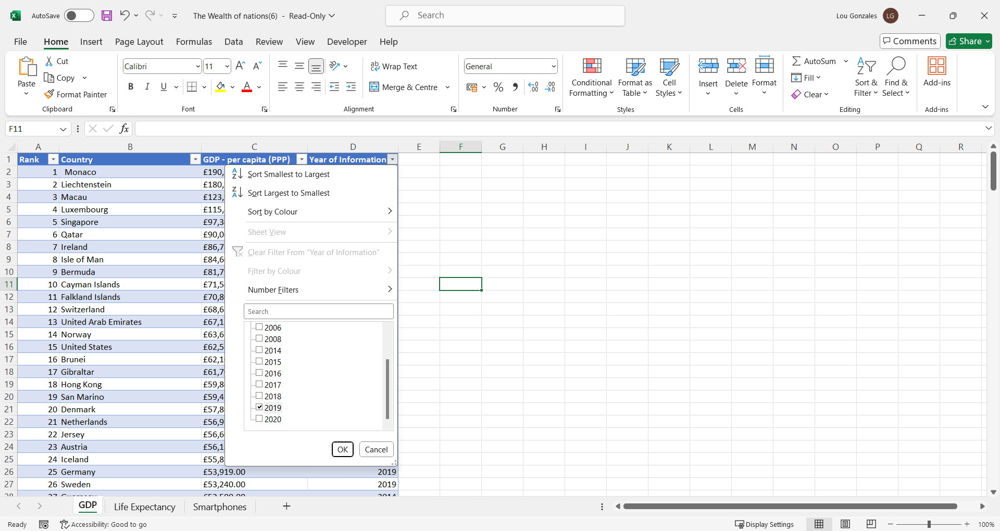 AutoSave
The Wealth of nations(6) - Read-Only
Search
Lou Gonzales LG
File Home Insert Page Layout Formulas Data Review View Developer Help
Comments Share
Paste
Cut
Copy
Format Painter
Clipboard
Calibri 11
B I U A
Font
Wrap Text
Merge & Centre
Alignment
General
Number
Conditional Formatting
Format as Table
Cell Styles
Styles
Insert Delete Format
Cells
AutoSum
Fill
Clear
Sort & Filter
Find & Select
Editing
Add-ins
Add-ins
F11 fx
A B C D E F G H I J K L M N O P Q R
1 Rank Country GDP - per capita (PPP) Year of Information
2 1 Monaco £190,
3 2 Liechtenstein £180,
4 3 Macau £123,
5 4 Luxembourg £115,
6 5 Singapore £97,3
7 6 Qatar £90,0
8 7 Ireland £86,7
9 8 Isle of Man £84,6
10 9 Bermuda £81,7
11 10 Cayman Islands £71,5
12 11 Falkland Islands £70,8
13 12 Switzerland £68,6
14 13 United Arab Emirates £67,1
15 14 Norway £63,6
16 15 United States £62,5
17 16 Brunei £62,1
18 17 Gibraltar £61,7
19 18 Hong Kong £59,8
20 19 San Marino £59,4
21 20 Denmark £57,8
22 21 Netherlands £56,9
23 22 Jersey £56,6
24 23 Austria £56,1
25 24 Iceland £55,8
26 25 Germany £53,919.00 2019
27 26 Sweden £53,240.00 2019
Sort Smallest to Largest
Sort Largest to Smallest
Sort by Colour
Sheet View
Clear Filter From “Year of Information”
Filter by Colour
Number Filters
Search
2006
2008
2014
2015
2016
2017
2018
2019
2020
OK Cancel
GDP Life Expectancy Smartphones
Ready Accessibility: Good to go
Display Settings 100%